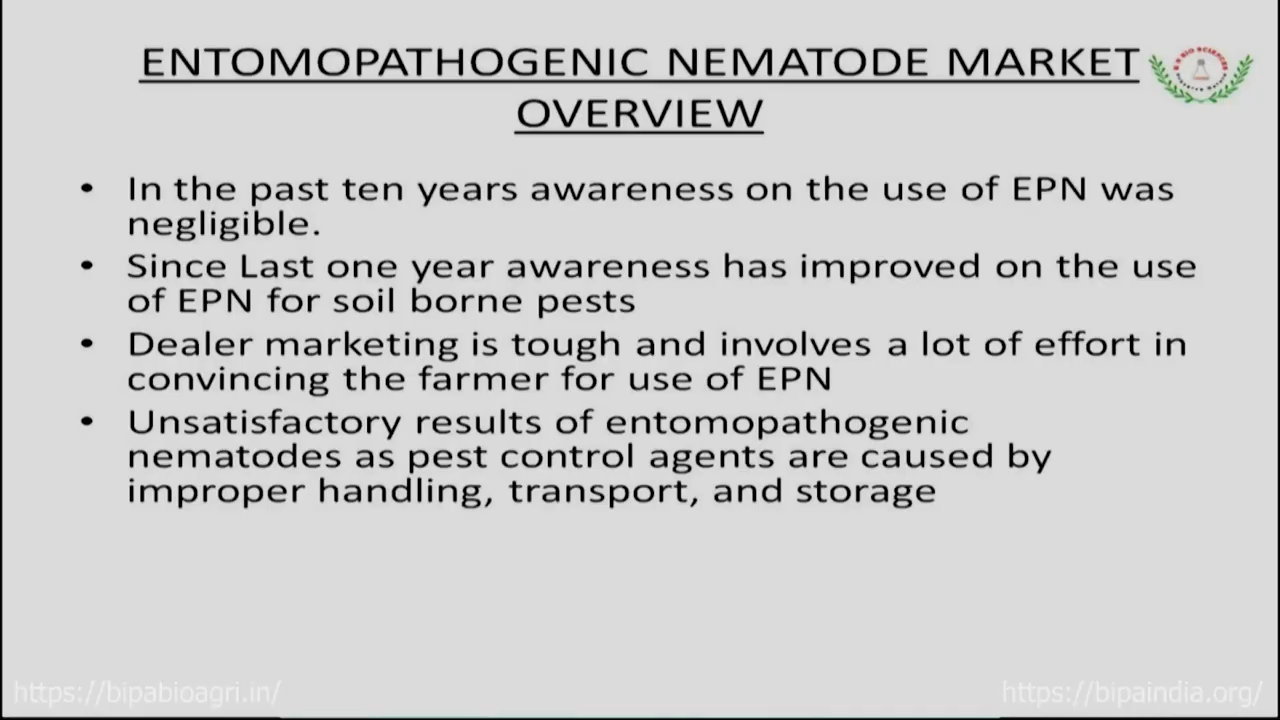 ENTOMOPATHOGENIC NEMATODE MARKET
OVERVIEW
• In the past ten years awareness on the use of EPN was
negligible.
• Since Last one year awareness has improved on the use
of EPN for soil borne pests
• Dealer marketing is tough and involves a lot of effort in
convincing the farmer for use of EPN
• Unsatisfactory results of entomopathogenic
nematodes as pest control agents are caused by
improper handling, transport, and storage
https://bipabioagri.in/
https://bipaindia.org/